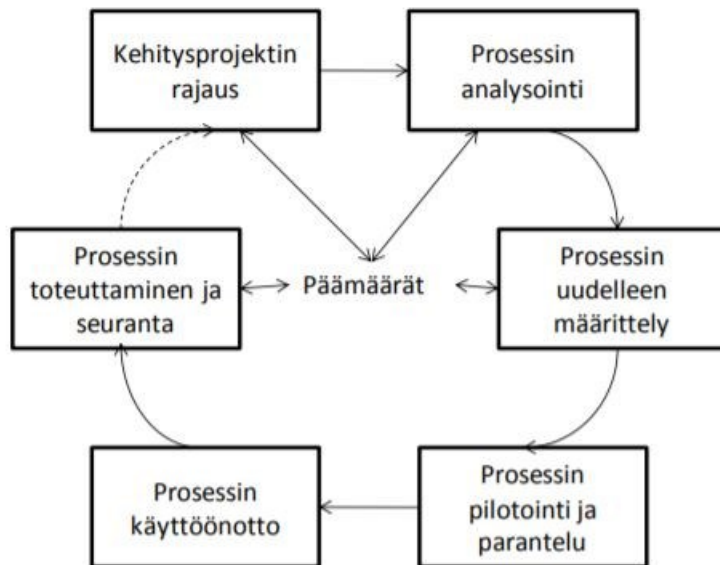 Kehitysprojektin
rajaus
Prosessin
analysointi
Prosessin
toteuttaminen ja
seuranta
Päämäärät
Prosessin
uudelleen
määrittely
Prosessin
käyttöönotto
Prosessin
pilotointi ja
parantelu